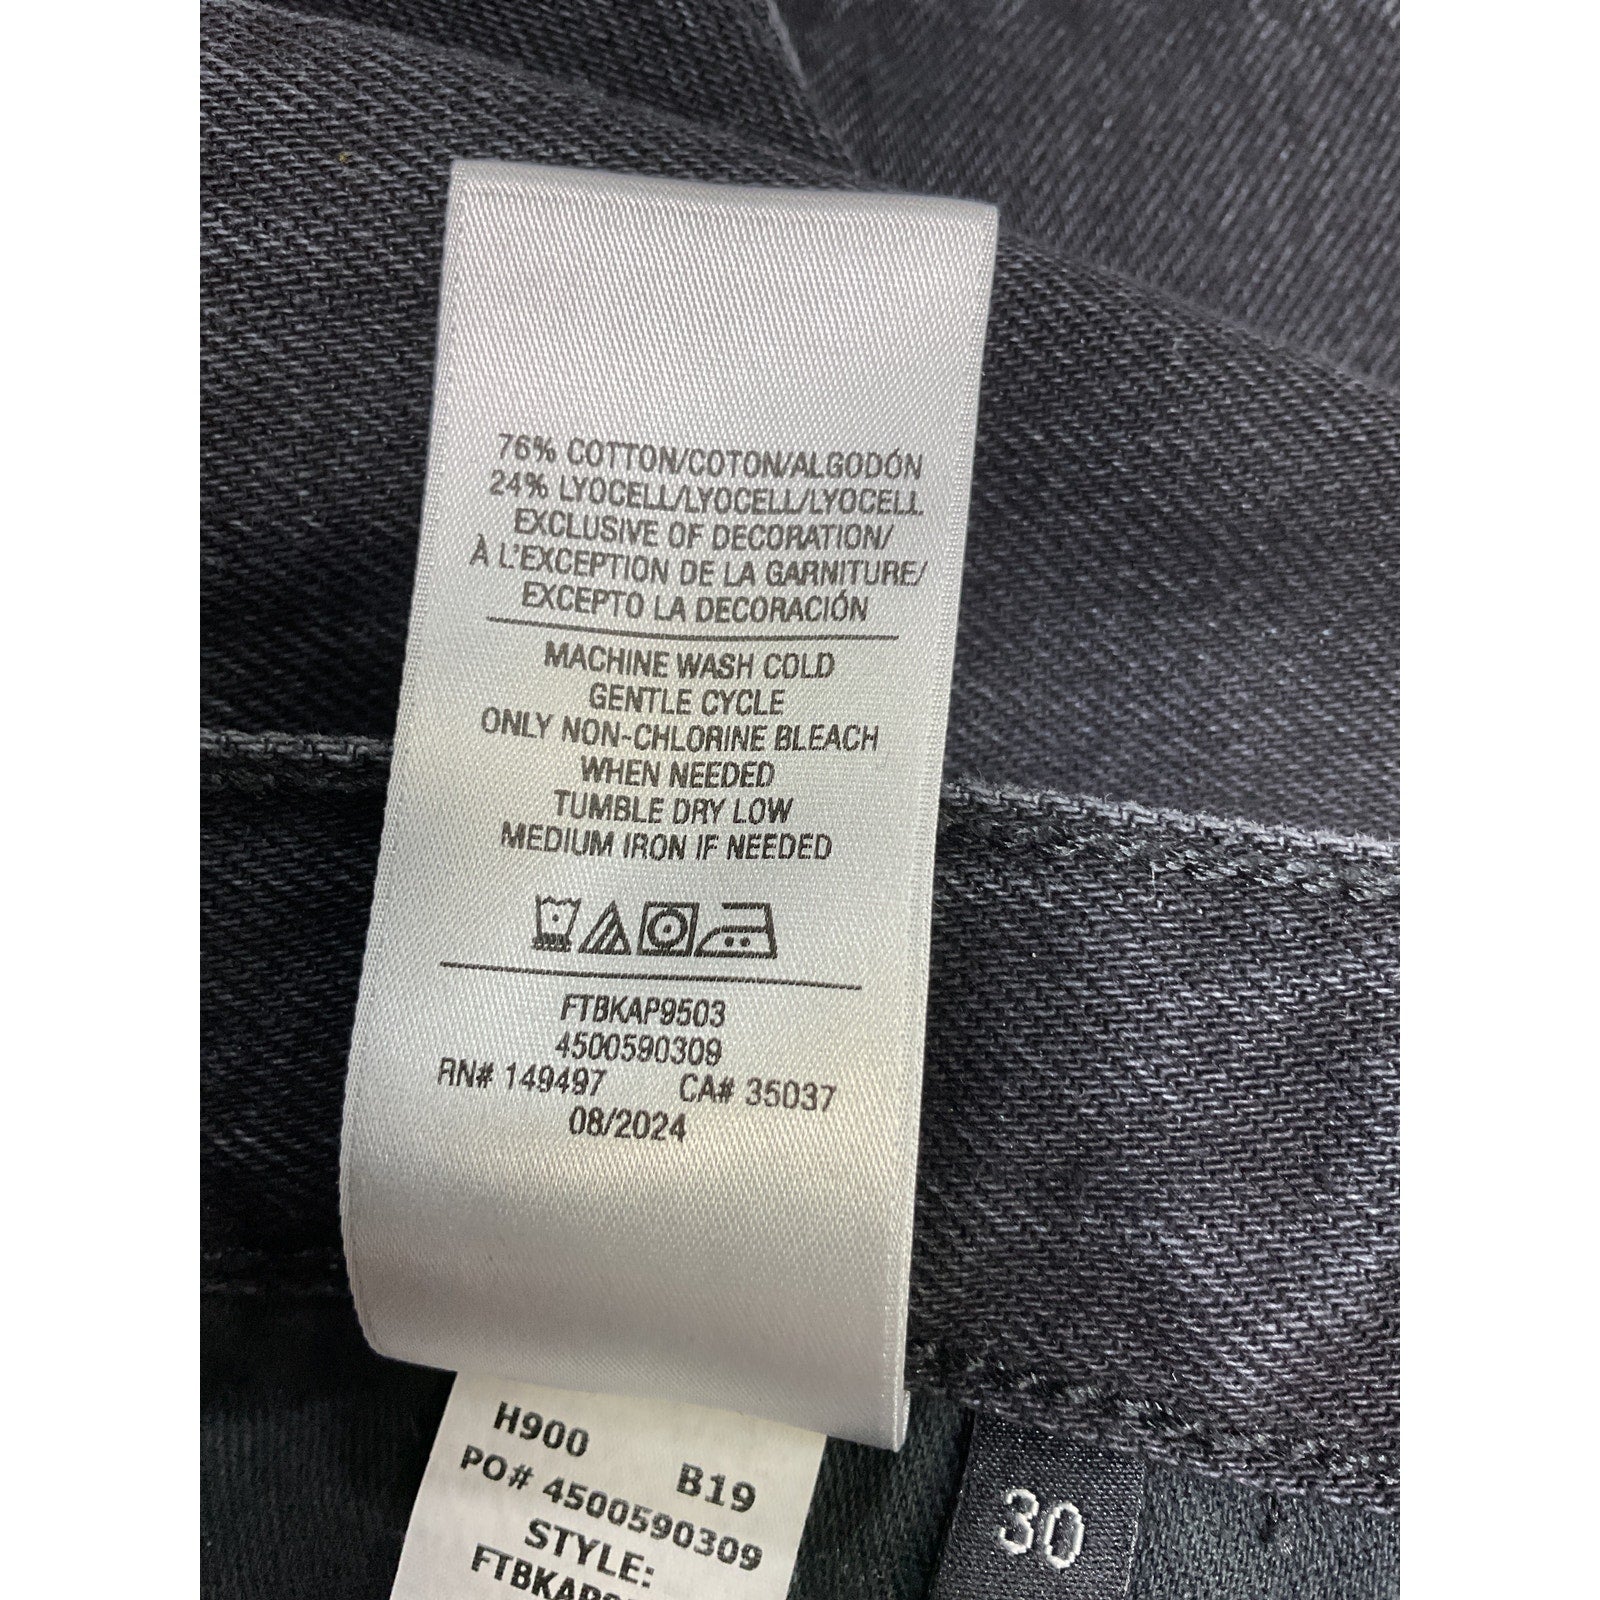 76% COTTON/COTON/ALGODÓN
24% LYOCELL/LYOCELL/LYOCELL
EXCLUSIVE OF DECORATION/
À L'EXCEPTION DE LA GARNITURE/
EXCEPTO LA DECORACIÓN
MACHINE WASH COLD
GENTLE CYCLE
ONLY NON-CHLORINE BLEACH
WHEN NEEDED
TUMBLE DRY LOW
MEDIUM IRON IF NEEDED
FTBKAP9503
4500590309
RN# 149497 CA# 35037
08/2024
H900 B19
PO# 4500590309
STYLE:
30